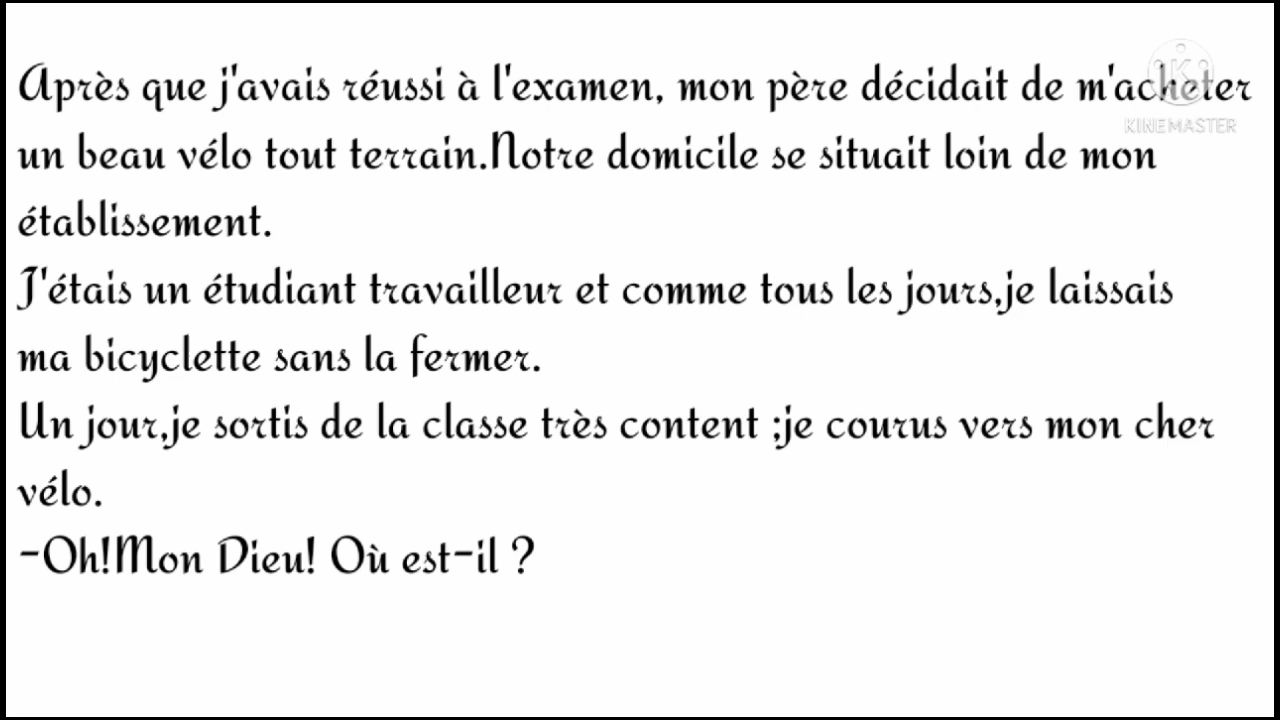 Après que j'avais réussi à l'examen, mon père décidait de m'acheter
KINEMASTER
un beau vélo tout terrain.Notre domicile se situait loin de mon
établissement.
J'étais un étudiant travailleur et comme tous les jours,je laissais
ma bicyclette sans la fermer.
Un jour,je sortis de la classe très content ;je courus vers mon cher
vélo.
-Oh!Mon Dieu! Où est-il ?